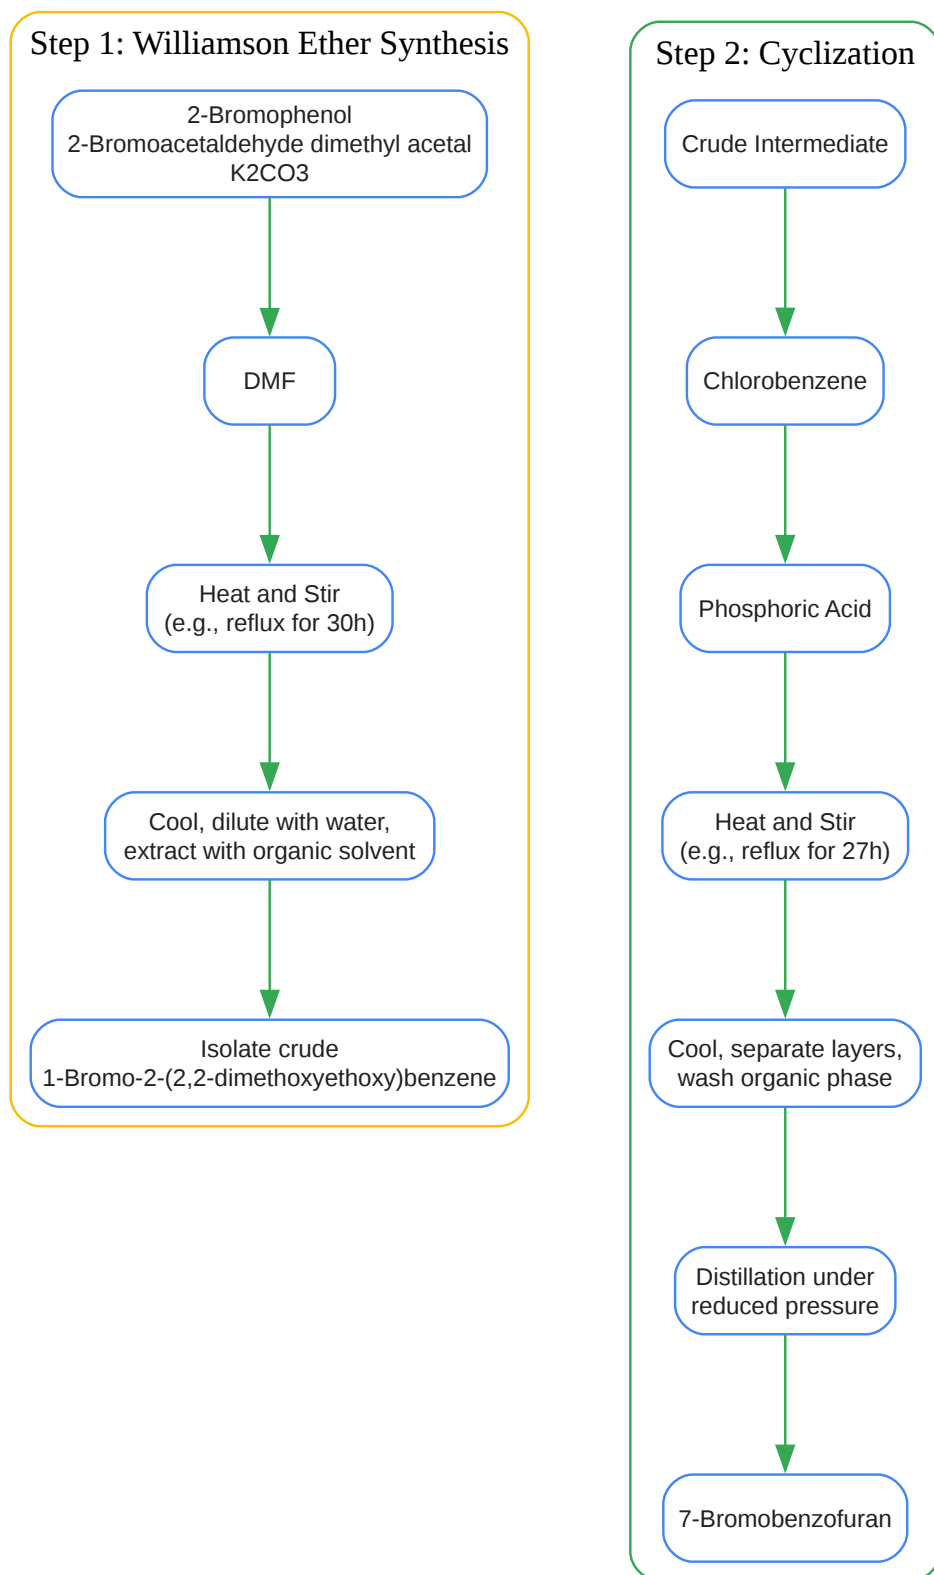 Step 1: Williamson Ether Synthesis
2-Bromophenol
2-Bromoacetaldehyde dimethyl acetal
K2CO3
DMF
Heat and Stir
(e.g., reflux for 30h)
Cool, dilute with water,
extract with organic solvent
Isolate crude
1-Bromo-2-(2,2-dimethoxyethoxy)benzene
Step 2: Cyclization
Crude Intermediate
Chlorobenzene
Phosphoric Acid
Heat and Stir
(e.g., reflux for 27h)
Cool, separate layers,
wash organic phase
Distillation under
reduced pressure
7-Bromobenzofuran